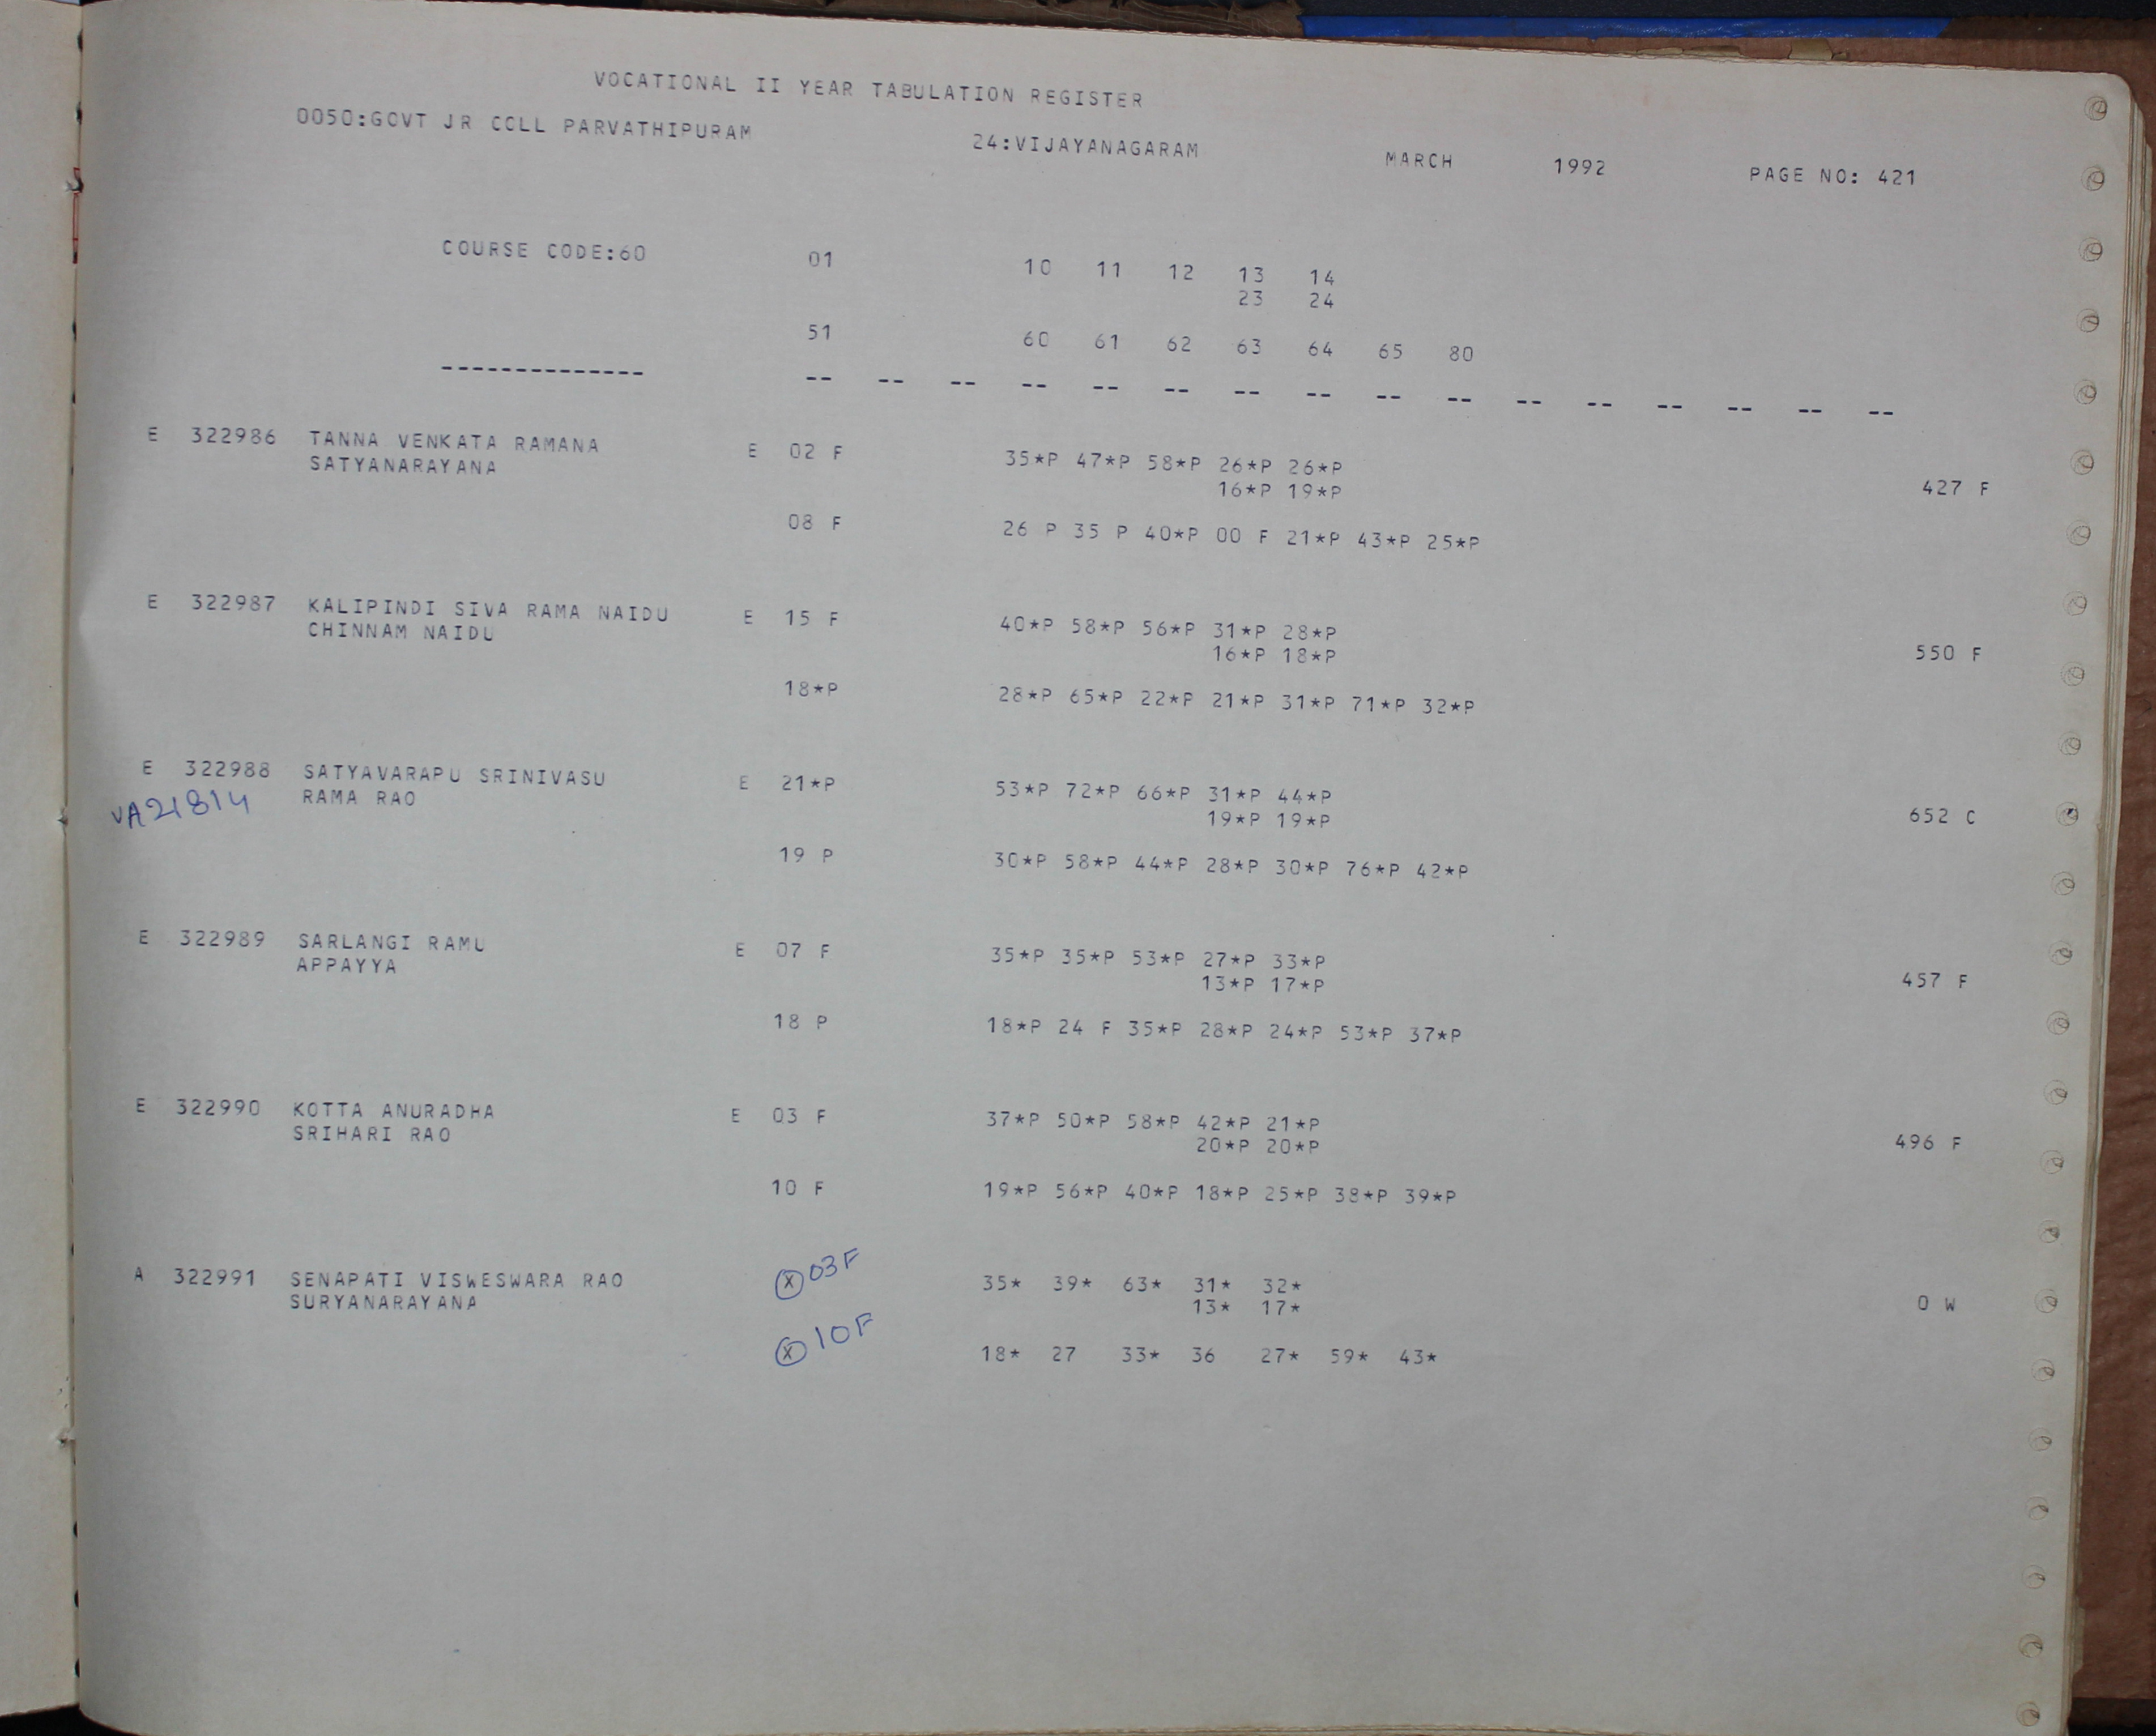 VOCATIONAL II YEAR TABULATION REGISTER
0050:GOVT JR COLL PARVATHIPURAM 24:VIJAYANAGARAM MARCH 1992 PAGE NO: 421
COURSE CODE:60 01 10 11 12 13 14
23 24
51 60 61 62 63 64 65 80
-------------- -- -- -- -- -- -- -- -- -- -- -- -- -- -- -- --
E 322986 TANNA VENKATA RAMANA E 02 F 35*P 47*P 58*P 26*P 26*P
SATYANARAYANA 16*P 19*P 427 F
08 F 26 P 35 P 40*P 00 F 21*P 43*P 25*P
E 322987 KALIPINDI SIVA RAMA NAIDU E 15 F 40*P 58*P 56*P 31*P 28*P
CHINNAM NAIDU 16*P 18*P 550 F
18*P 28*P 65*P 22*P 21*P 31*P 71*P 32*P
E 322988 SATYAVARAPU SRINIVASU E 21*P 53*P 72*P 66*P 31*P 44*P
VA21814 RAMA RAO 19*P 19*P 652 C
19 P 30*P 58*P 44*P 28*P 30*P 76*P 42*P
E 322989 SARLANGI RAMU E 07 F 35*P 35*P 53*P 27*P 33*P
APPAYYA 13*P 17*P 457 F
18 P 18*P 24 F 35*P 28*P 24*P 53*P 37*P
E 322990 KOTTA ANURADHA E 03 F 37*P 50*P 58*P 42*P 21*P
SRIHARI RAO 20*P 20*P 496 F
10 F 19*P 56*P 40*P 18*P 25*P 38*P 39*P
A 322991 SENAPATI VISWESWARA RAO X 03F 35* 39* 63* 31* 32*
SURYANARAYANA 13* 17* 0 W
X 10F 18* 27 33* 36 27* 59* 43*